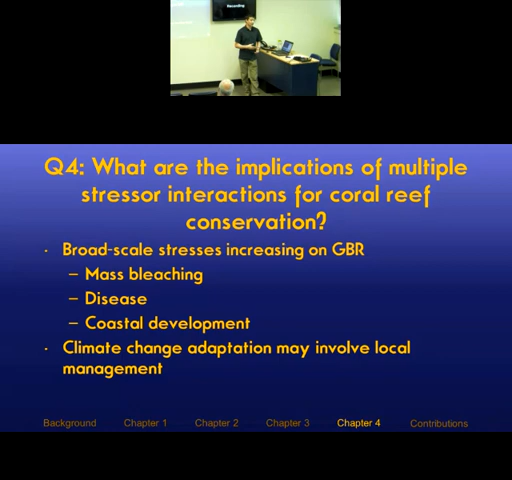 Recording
Q4: What are the implications of multiple
stressor interactions for coral reef
conservation?
· Broad-scale stresses increasing on GBR
– Mass bleaching
– Disease
– Coastal development
· Climate change adaptation may involve local
management
Background Chapter 1 Chapter 2 Chapter 3 Chapter 4 Contributions